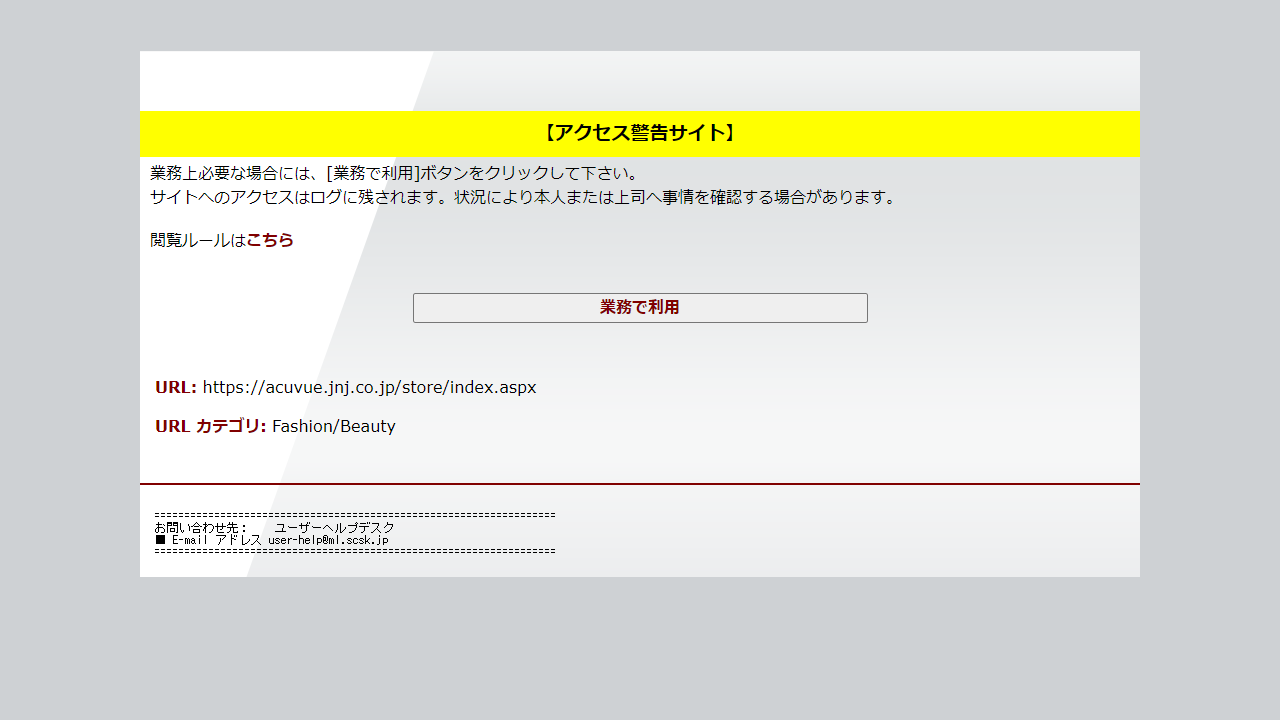 【アクセス警告サイト】
業務上必要な場合には、[業務で利用]ボタンをクリックして下さい。
サイトへのアクセスはログに残されます。状況により本人または上司へ事情を確認する場合があります。
閲覧ルールはこちら
業務で利用
URL: https://acuvue.jnj.co.jp/store/index.aspx
URL カテゴリ: Fashion/Beauty
===================================================================
お問い合わせ先：　　ユーザーヘルプデスク
■ E-mail アドレス user-help@ml.scsk.jp
===================================================================